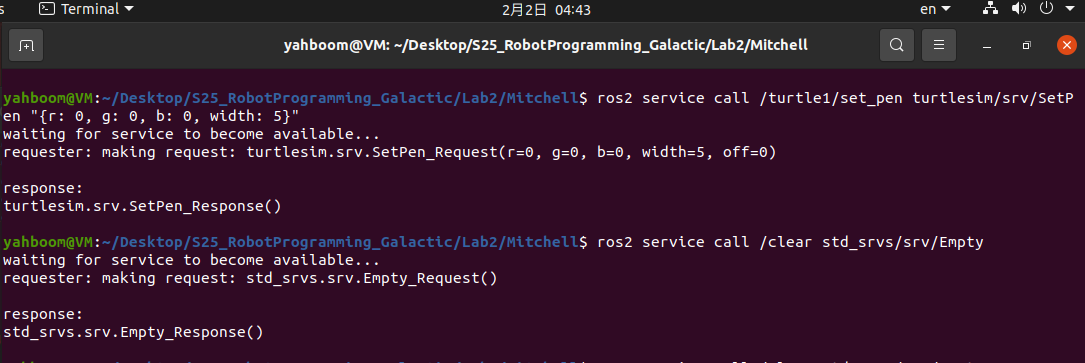 Terminal 2月2日 04:43 en
yahboom@VM: ~/Desktop/S25_RobotProgramming_Galactic/Lab2/Mitchell
yahboom@VM:~/Desktop/S25_RobotProgramming_Galactic/Lab2/Mitchell$ ros2 service call /turtle1/set_pen turtlesim/srv/SetP
en "{r: 0, g: 0, b: 0, width: 5}"
waiting for service to become available...
requester: making request: turtlesim.srv.SetPen_Request(r=0, g=0, b=0, width=5, off=0)
response:
turtlesim.srv.SetPen_Response()
yahboom@VM:~/Desktop/S25_RobotProgramming_Galactic/Lab2/Mitchell$ ros2 service call /clear std_srvs/srv/Empty
waiting for service to become available...
requester: making request: std_srvs.srv.Empty_Request()
response:
std_srvs.srv.Empty_Response()